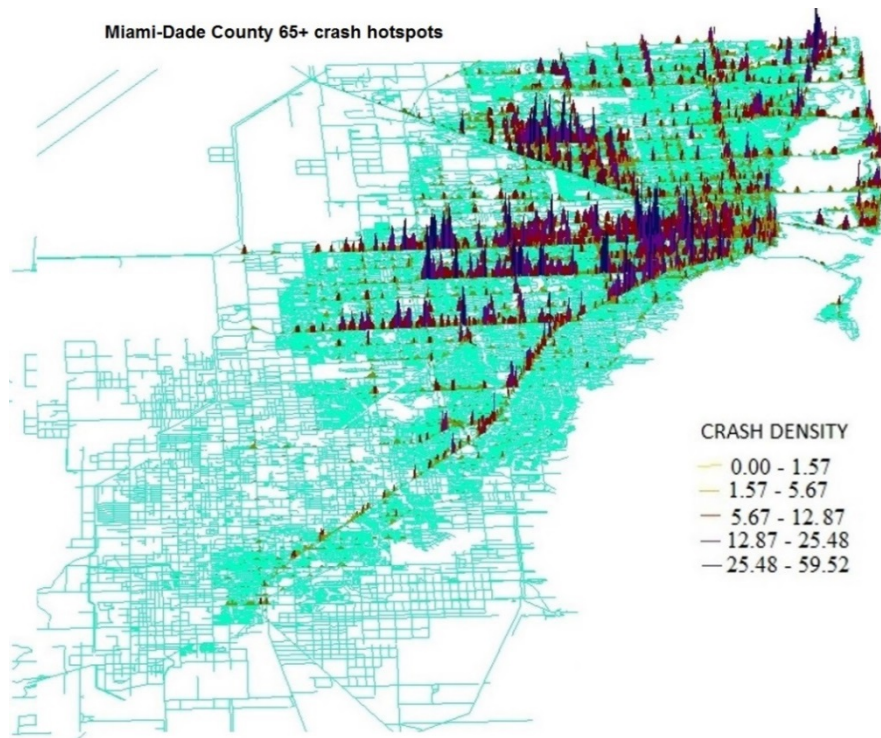 Miami-Dade County 65+ crash hotspots
CRASH DENSITY
0.00 - 1.57
1.57 - 5.67
5.67 - 12.87
12.87 - 25.48
25.48 - 59.52